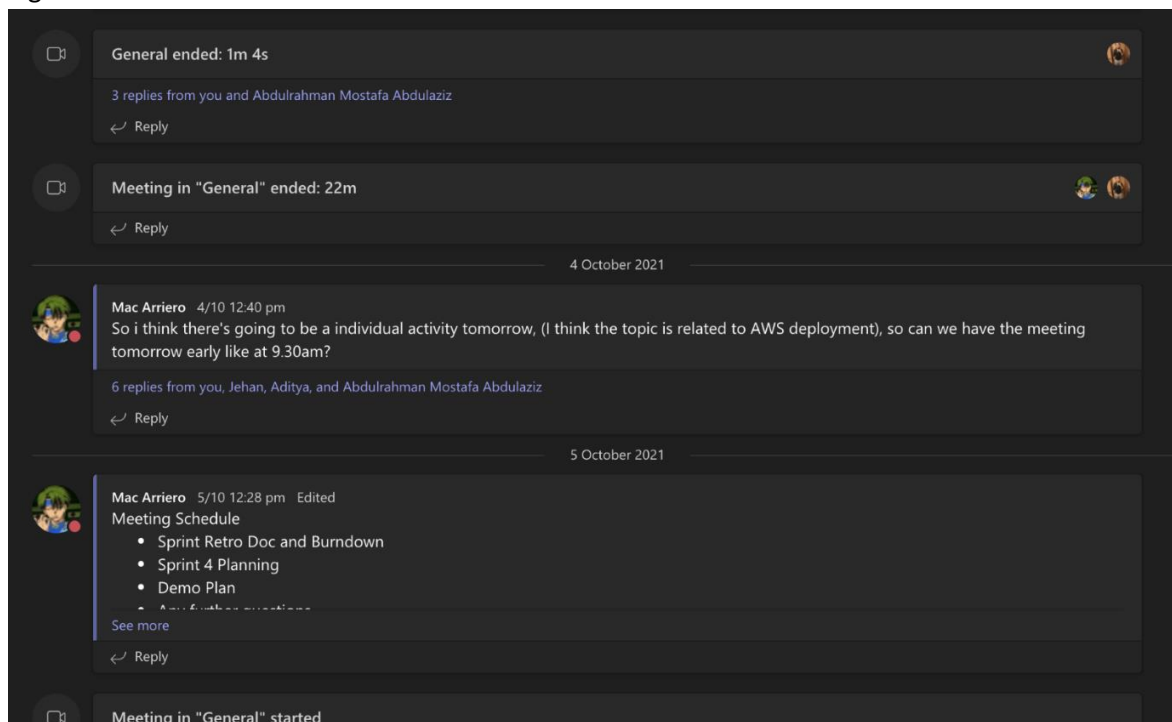 General ended: 1m 4s
3 replies from you and Abdulrahman Mostafa Abdulaziz
Reply
Meeting in "General" ended: 22m
Reply
4 October 2021
Mac Arriero 4/10 12:40 pm
So i think there's going to be a individual activity tomorrow, (I think the topic is related to AWS deployment), so can we have the meeting
tomorrow early like at 9.30am?
6 replies from you, Jehan, Aditya, and Abdulrahman Mostafa Abdulaziz
Reply
5 October 2021
Mac Arriero 5/10 12:28 pm Edited
Meeting Schedule
• Sprint Retro Doc and Burndown
• Sprint 4 Planning
• Demo Plan
• Any further questions
See more
Reply
Meeting in "General" started